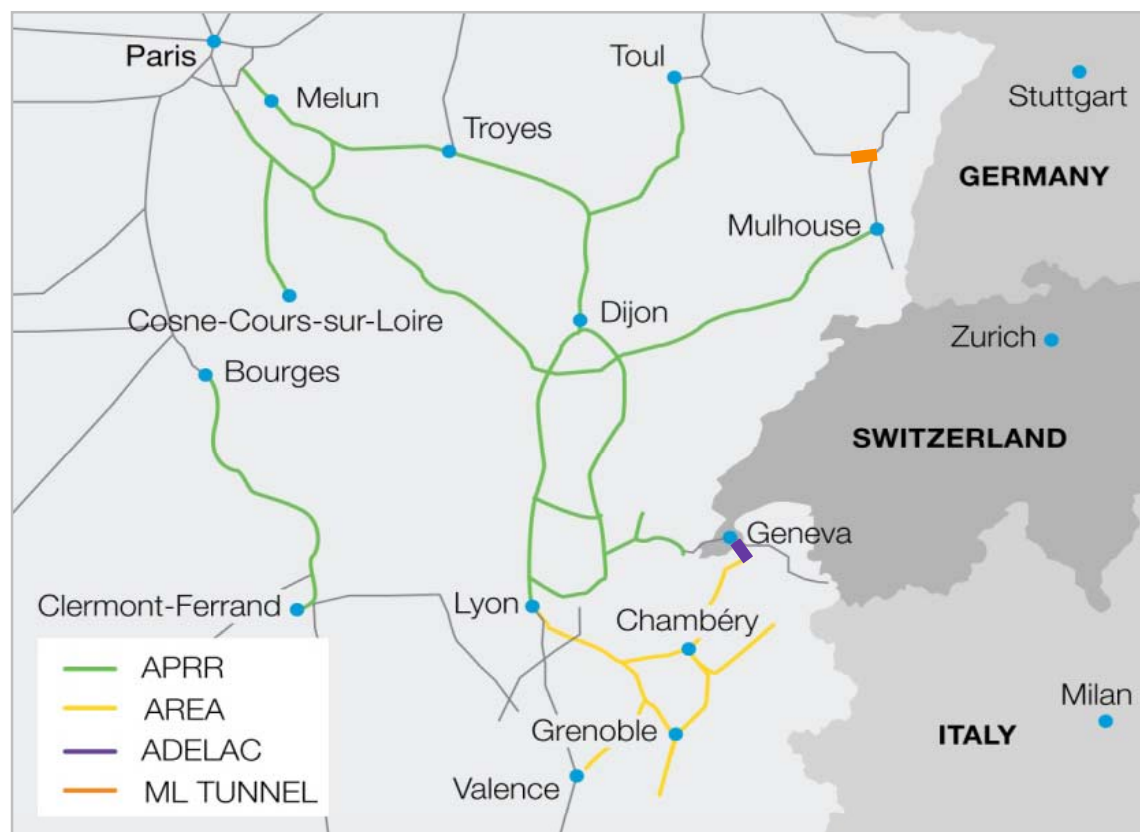 Paris
Toul
Stuttgart
Melun
Troyes
GERMANY
Mulhouse
Cosne-Cours-sur-Loire
Dijon
Zurich
Bourges
SWITZERLAND
Geneva
Clermont-Ferrand
Lyon
Chambéry
APRR
AREA
Milan
Grenoble
ITALY
ADELAC
Valence
ML TUNNEL